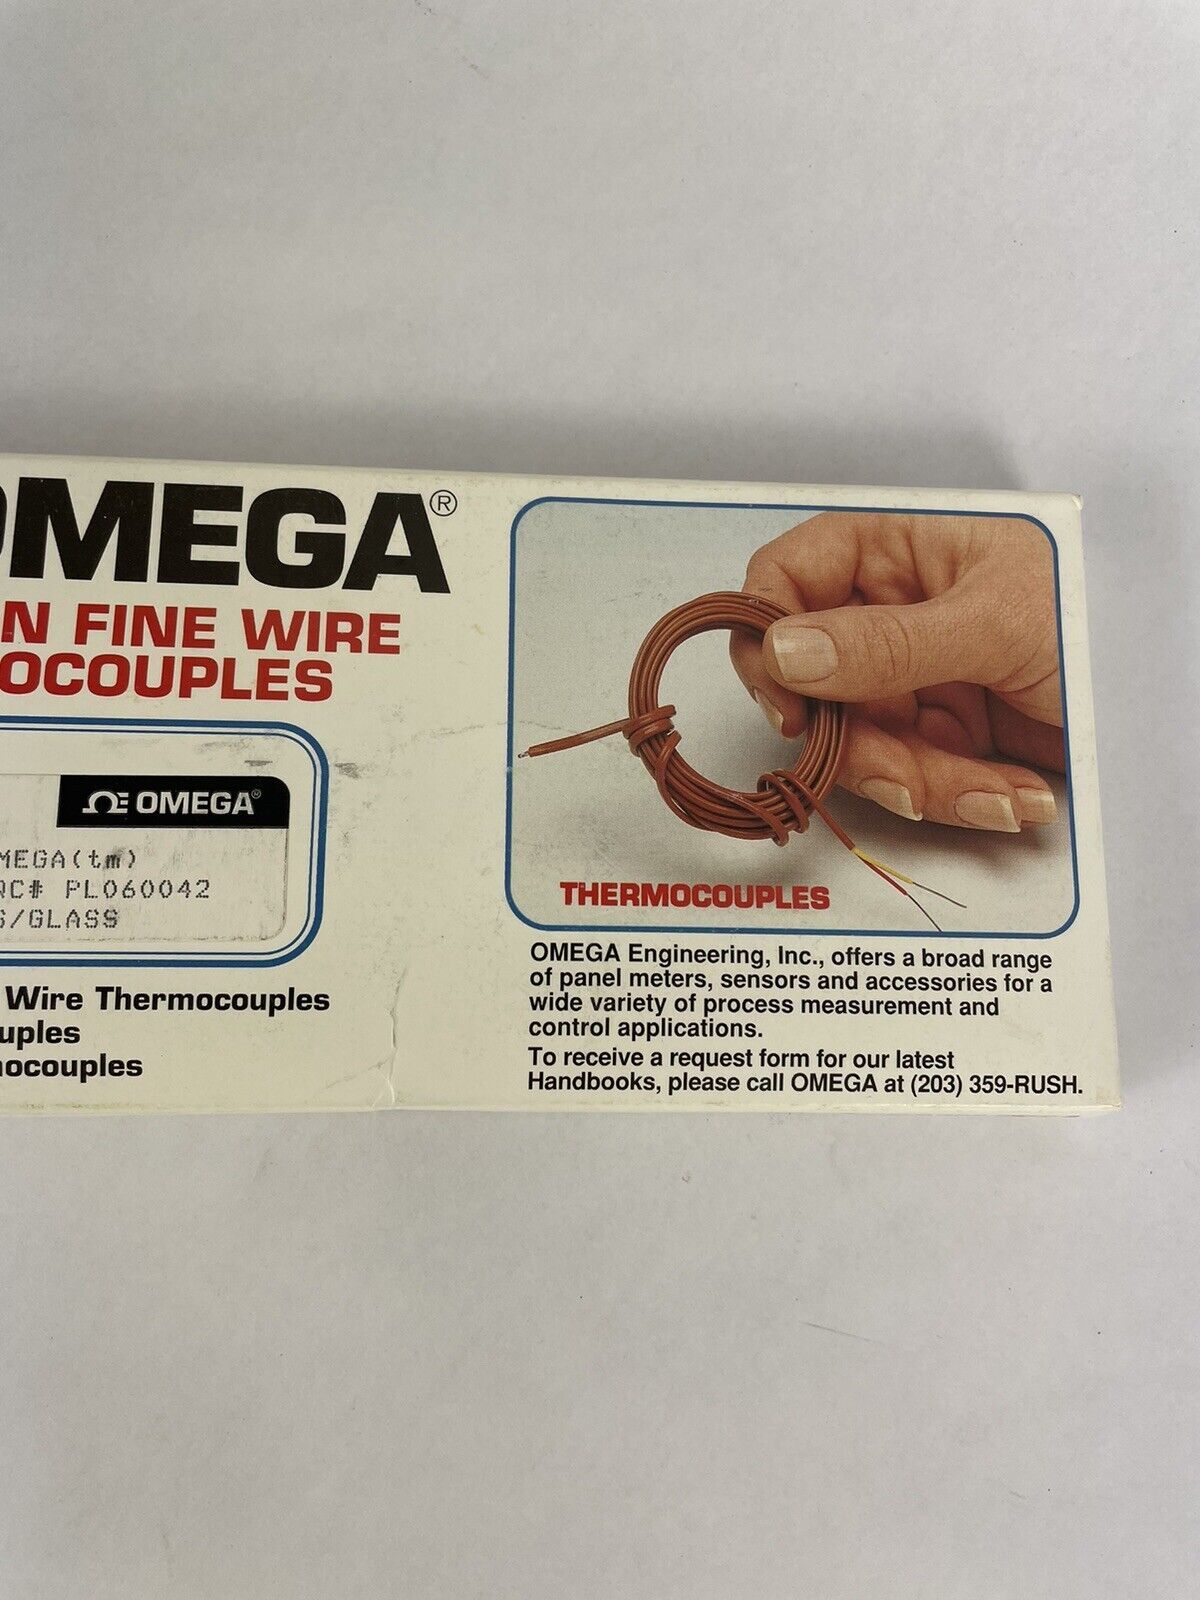 OMEGA®
N FINE WIRE
OCOUPLES
OMEGA®
MEGA(tm)
QC# PL060042
S/GLASS
Wire Thermocouples
uples
nocouples
THERMOCOUPLES
OMEGA Engineering, Inc., offers a broad range
of panel meters, sensors and accessories for a
wide variety of process measurement and
control applications.
To receive a request form for our latest
Handbooks, please call OMEGA at (203) 359-RUSH.